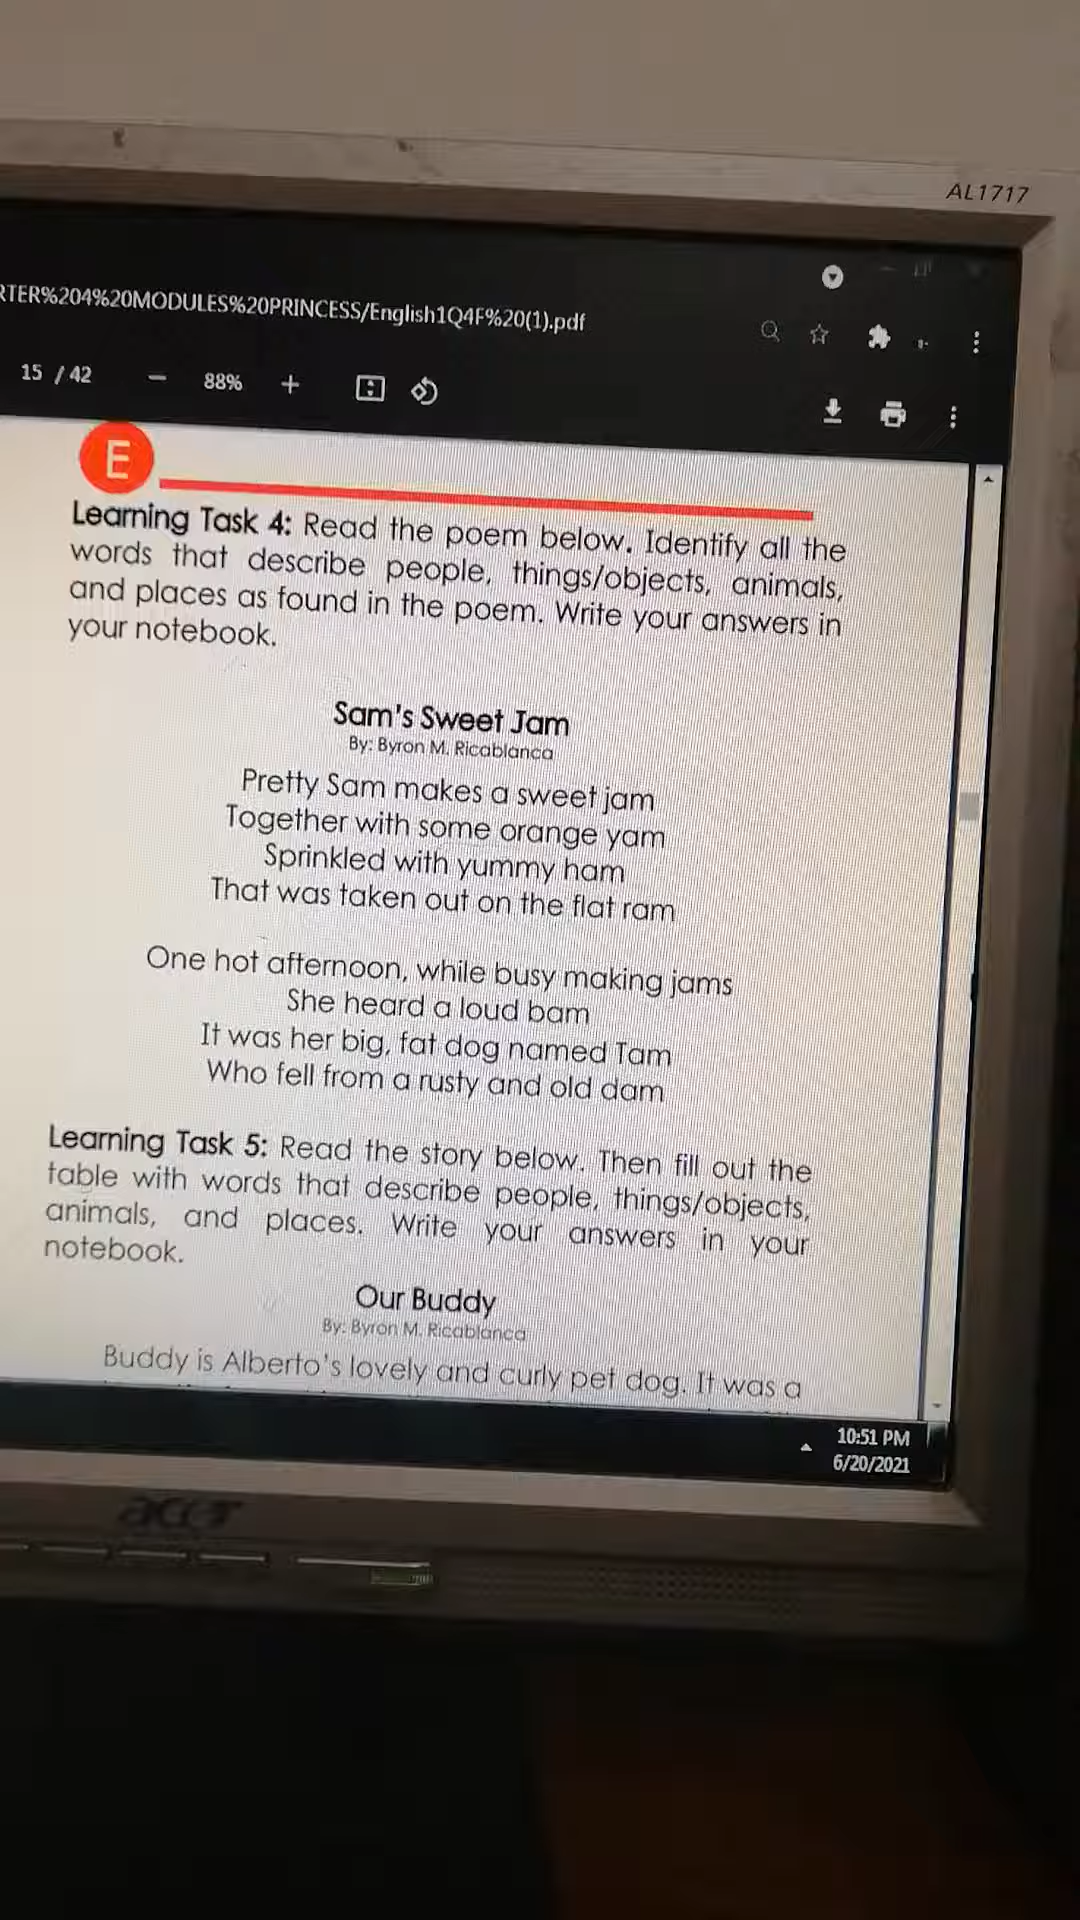 AL1717
RTER%204%20MODULES%20PRINCESS/English1Q4F%20(1).pdf
15 / 42
88%
E
Learning Task 4: Read the poem below. Identify all the
words that describe people, things/objects, animals,
and places as found in the poem. Write your answers in
your notebook.
Sam's Sweet Jam
By: Byron M. Ricablanca
Pretty Sam makes a sweet jam
Together with some orange yam
Sprinkled with yummy ham
That was taken out on the flat ram
One hot afternoon, while busy making jams
She heard a loud bam
It was her big, fat dog named Tam
Who fell from a rusty and old dam
Learning Task 5: Read the story below. Then fill out the
table with words that describe people, things/objects,
animals, and places. Write your answers in your
notebook.
Our Buddy
By: Byron M. Ricablanca
Buddy is Alberto's lovely and curly pet dog. It was a
10:51 PM
6/20/2021
acer